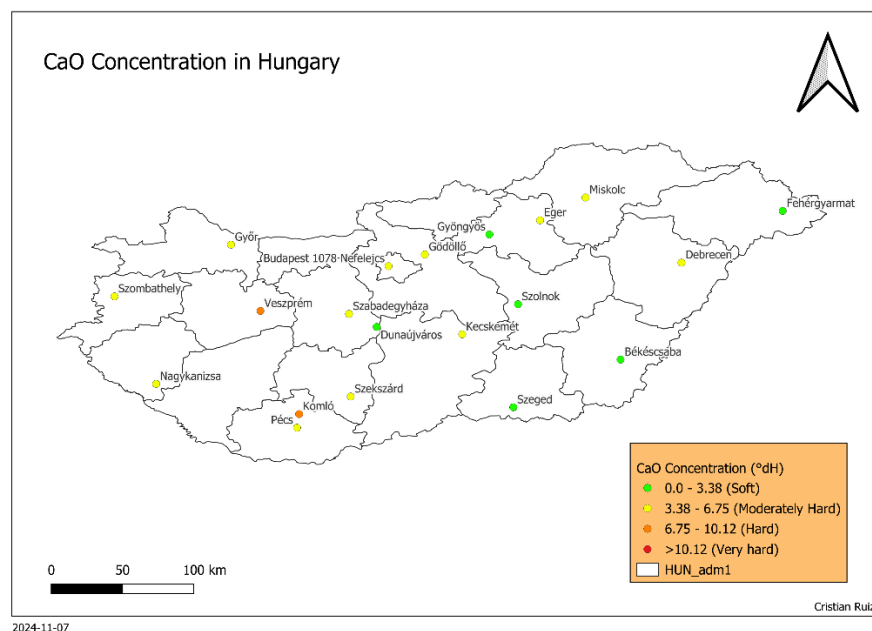 CaO Concentration in Hungary
Miskolc
Fehérgyarmat
Eger
Gyöngyös
Győr
Gödöllő
Budapest 1078-Nefelejcs
Debrecen
Szombathely
Veszprém
Szabadegyháza
Szolnok
Dunaújváros
Kecskemét
Békéscsaba
Nagykanizsa
Szekszárd
Komló
Szeged
Pécs
CaO Concentration (°dH)
0.0 - 3.38 (Soft)
3.38 - 6.75 (Moderately Hard)
6.75 - 10.12 (Hard)
>10.12 (Very hard)
HUN_adm1
0 50 100 km
Cristian Ruiz
2024-11-07